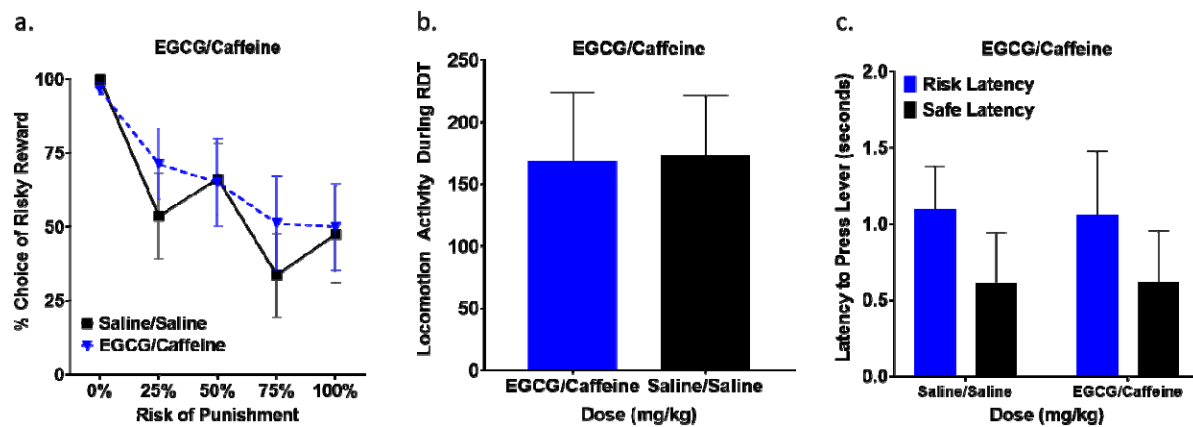 a.
EGCG/Caffeine
% Choice of Risky Reward
100
75
50
25
0
Saline/Saline
EGCG/Caffeine
0% 25% 50% 75% 100%
Risk of Punishment
b.
EGCG/Caffeine
Locomotion Activity During RDT
250
200
150
100
50
0
EGCG/Caffeine Saline/Saline
Dose (mg/kg)
c.
EGCG/Caffeine
Latency to Press Lever (seconds)
2.0
1.5
1.0
0.5
0.0
Risk Latency
Safe Latency
Saline/Saline EGCG/Caffeine
Dose (mg/kg)